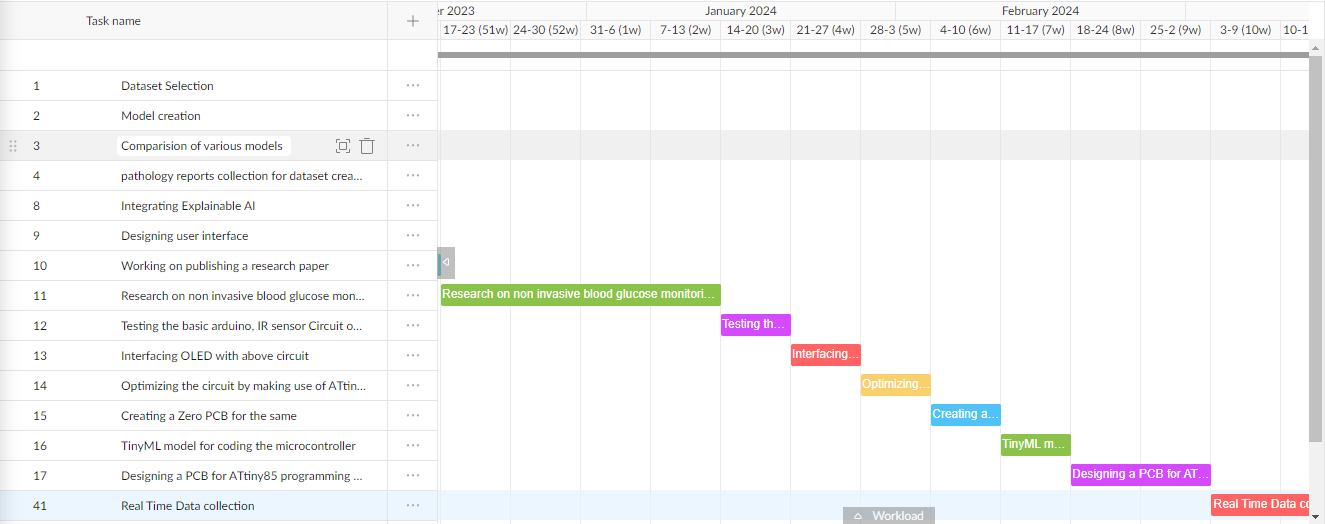 er 2023 January 2024 February 2024
Task name +
17-23 (51w) 24-30 (52w) 31-6 (1w) 7-13 (2w) 14-20 (3w) 21-27 (4w) 28-3 (5w) 4-10 (6w) 11-17 (7w) 18-24 (8w) 25-2 (9w) 3-9 (10w) 10-1
1 Dataset Selection ...
2 Model creation ...
3 Comparision of various models ...
4 pathology reports collection for dataset crea... ...
8 Integrating Explainable AI ...
9 Designing user interface ...
10 Working on publishing a research paper ...
11 Research on non invasive blood glucose mon... ... Research on non invasive blood glucose monitori...
12 Testing the basic arduino, IR sensor Circuit o... ... Testing th...
13 Interfacing OLED with above circuit ... Interfacing...
14 Optimizing the circuit by making use of ATtin... ... Optimizing...
15 Creating a Zero PCB for the same ... Creating a...
16 TinyML model for coding the microcontroller ... TinyML m...
17 Designing a PCB for ATtiny85 programming ... ... Designing a PCB for AT...
41 Real Time Data collection ... Real Time Data co
Workload